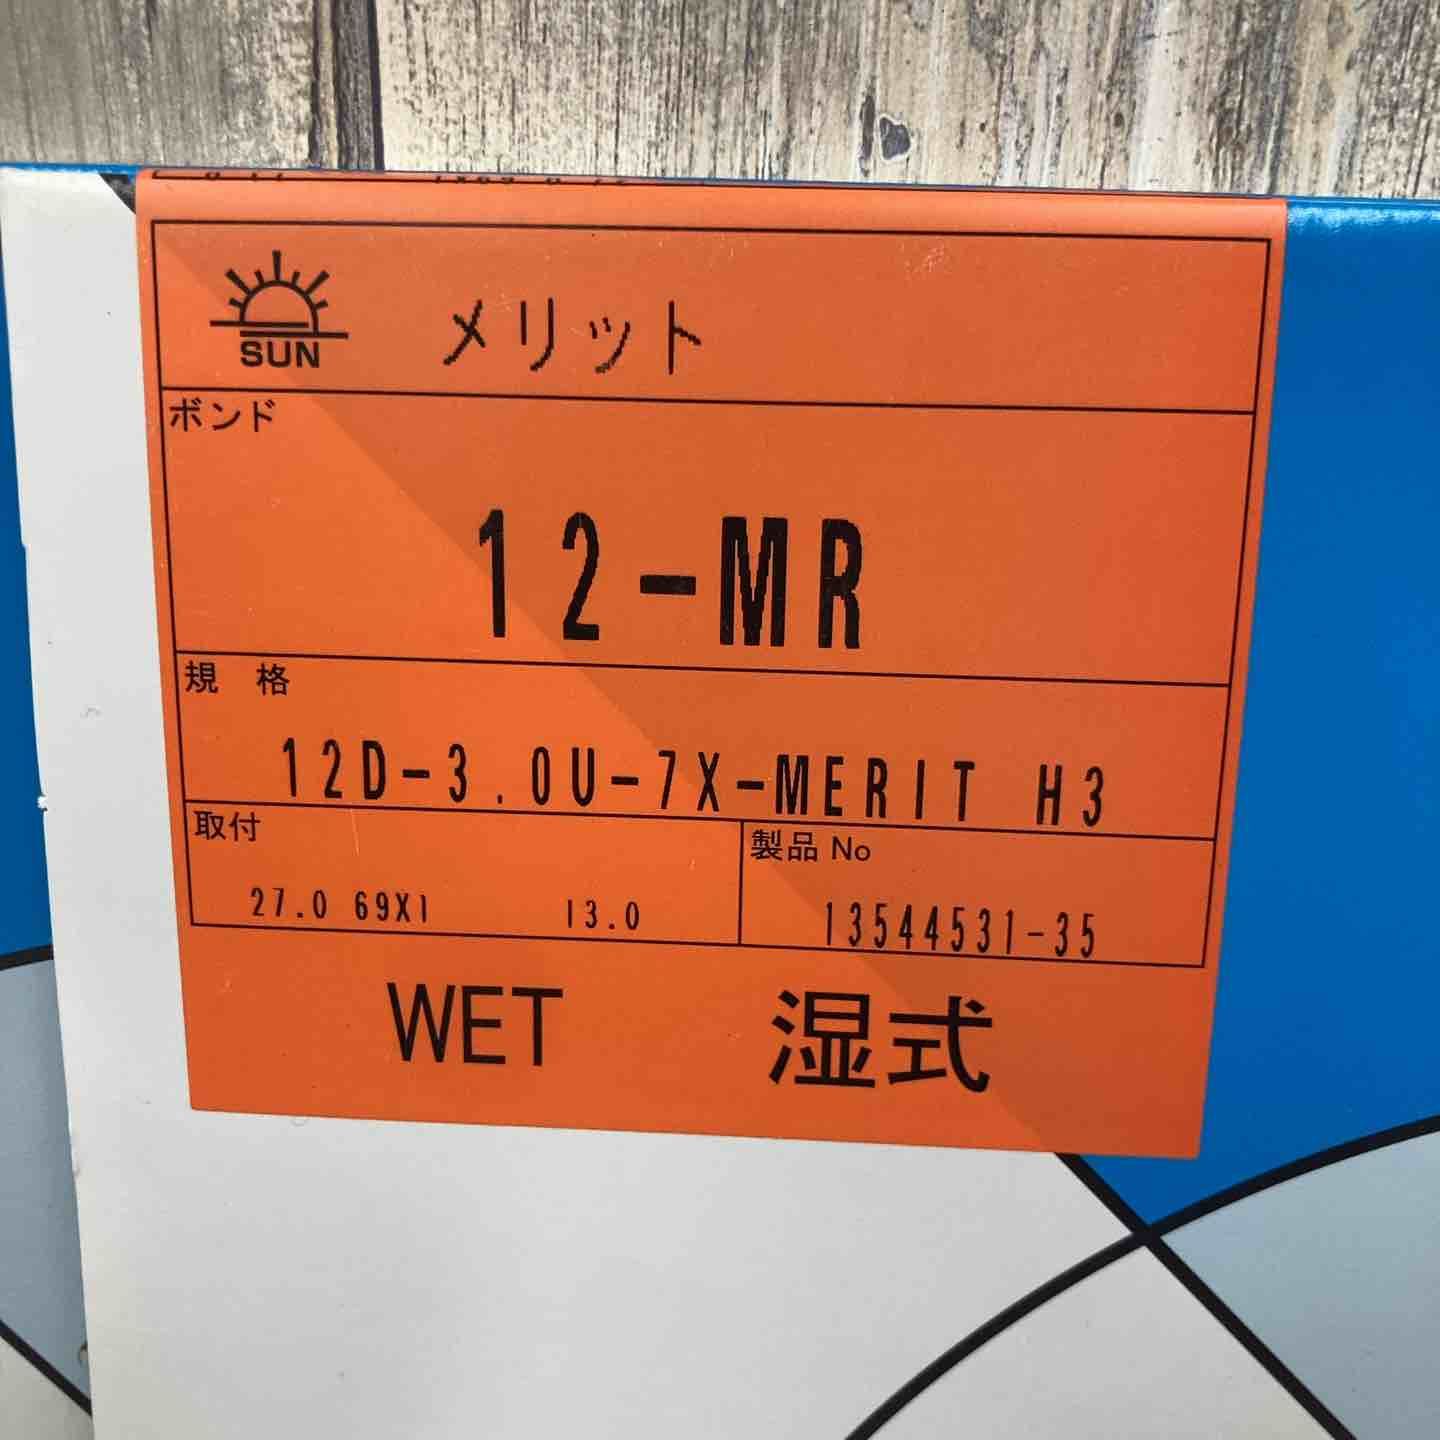 SUN メリット
ボンド
12-MR
規 格
12D-3.0U-7X-MERIT H3
取付
27.0 69X1 13.0
製品 No
13544531-35
WET 湿式